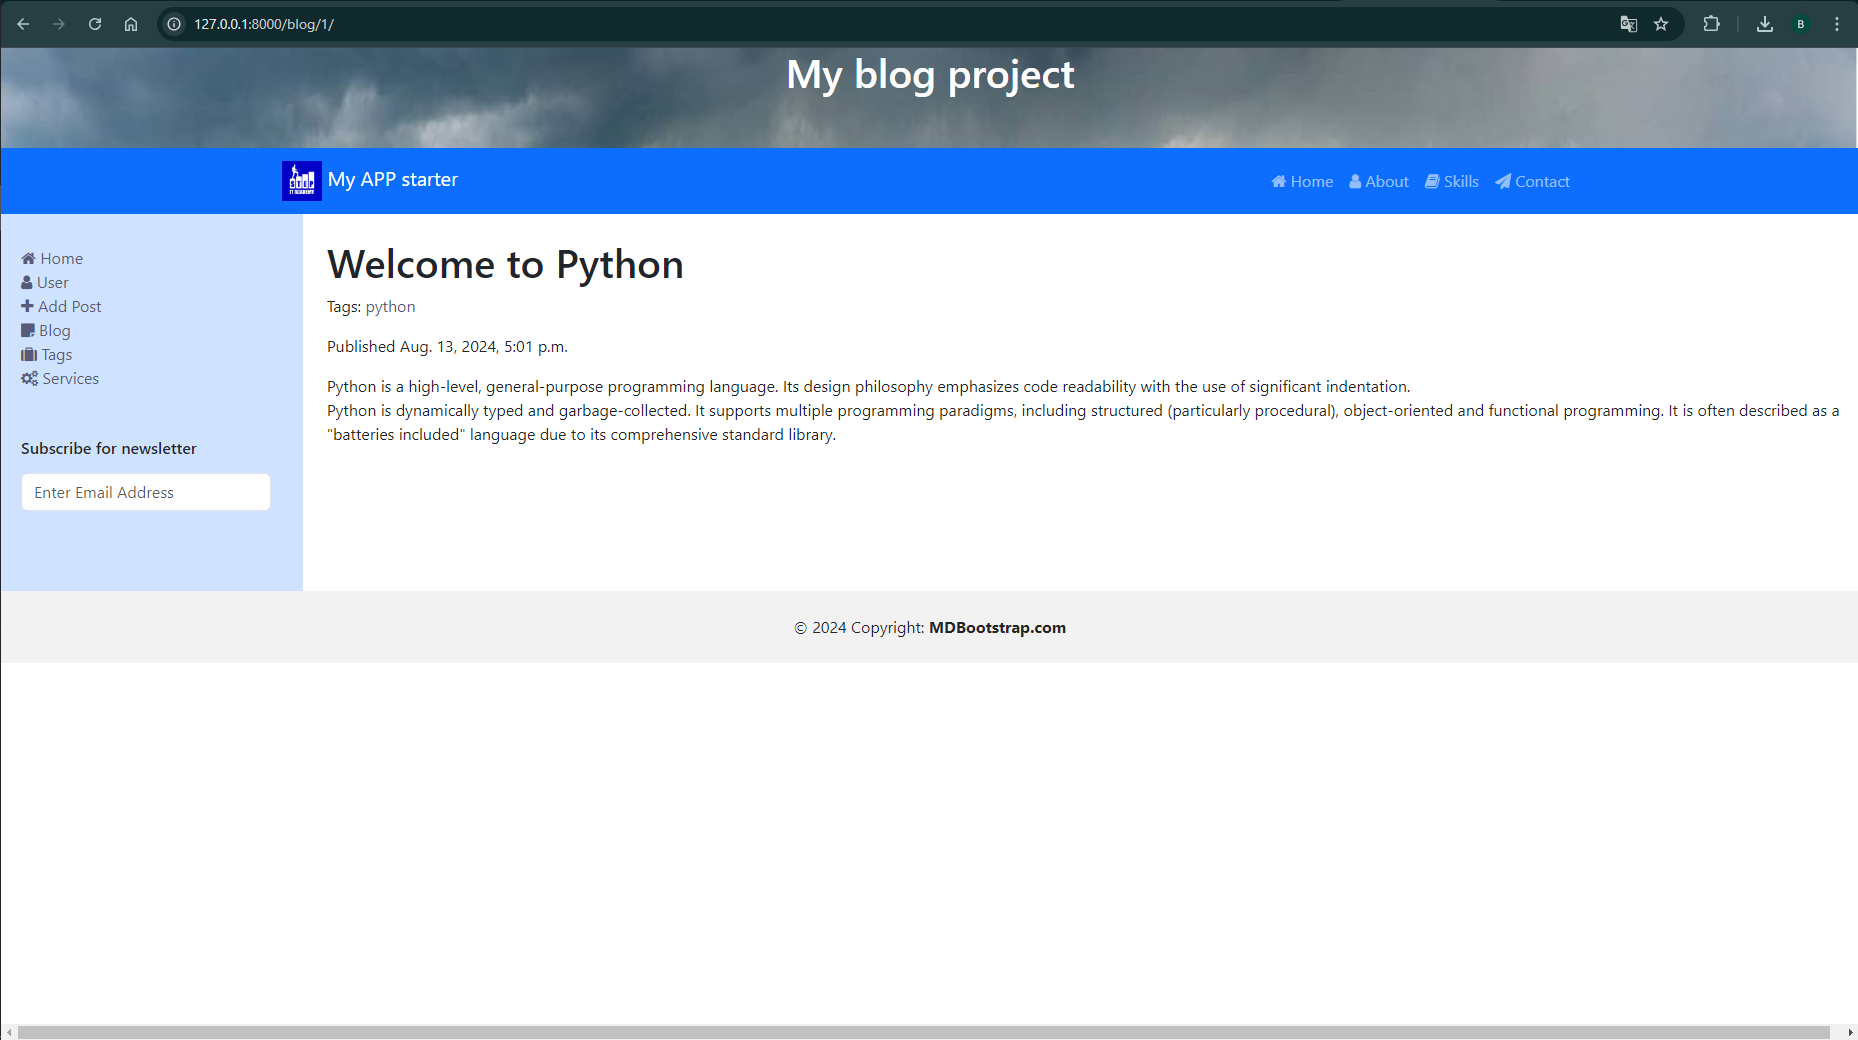 127.0.0.1:8000/blog/1/
B
My blog project
STEP
IT ACADEMY
My APP starter
Home
About
Skills
Contact
Home
User
Add Post
Blog
Tags
Services
Subscribe for newsletter
Enter Email Address
Welcome to Python
Tags: python
Published Aug. 13, 2024, 5:01 p.m.
Python is a high-level, general-purpose programming language. Its design philosophy emphasizes code readability with the use of significant indentation.
Python is dynamically typed and garbage-collected. It supports multiple programming paradigms, including structured (particularly procedural), object-oriented and functional programming. It is often described as a
"batteries included" language due to its comprehensive standard library.
© 2024 Copyright: MDBootstrap.com